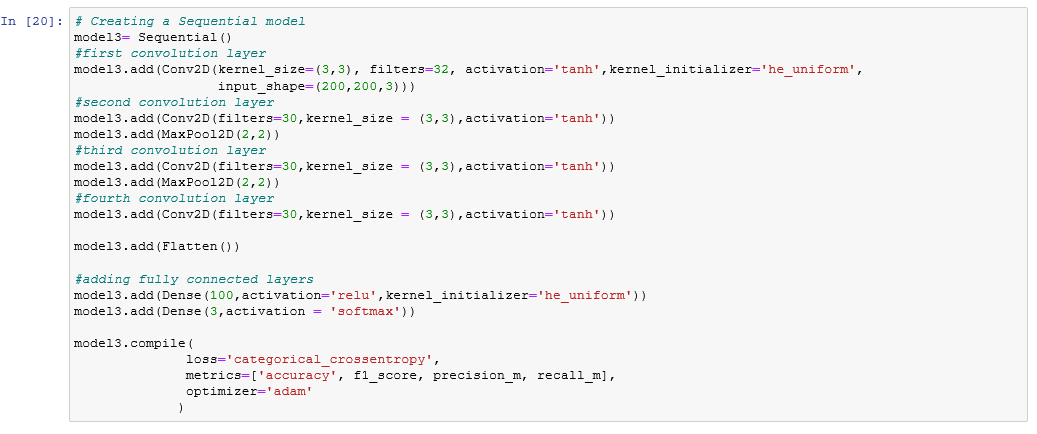 In [20]: # Creating a Sequential model
model3= Sequential()
#first convolution layer
model3.add(Conv2D(kernel_size=(3,3), filters=32, activation='tanh',kernel_initializer='he_uniform',
input_shape=(200,200,3)))
#second convolution layer
model3.add(Conv2D(filters=30,kernel_size = (3,3),activation='tanh'))
model3.add(MaxPool2D(2,2))
#third convolution layer
model3.add(Conv2D(filters=30,kernel_size = (3,3),activation='tanh'))
model3.add(MaxPool2D(2,2))
#fourth convolution layer
model3.add(Conv2D(filters=30,kernel_size = (3,3),activation='tanh'))
model3.add(Flatten())
#adding fully connected layers
model3.add(Dense(100,activation='relu',kernel_initializer='he_uniform'))
model3.add(Dense(3,activation = 'softmax'))
model3.compile(
loss='categorical_crossentropy',
metrics=['accuracy', f1_score, precision_m, recall_m],
optimizer='adam'
)